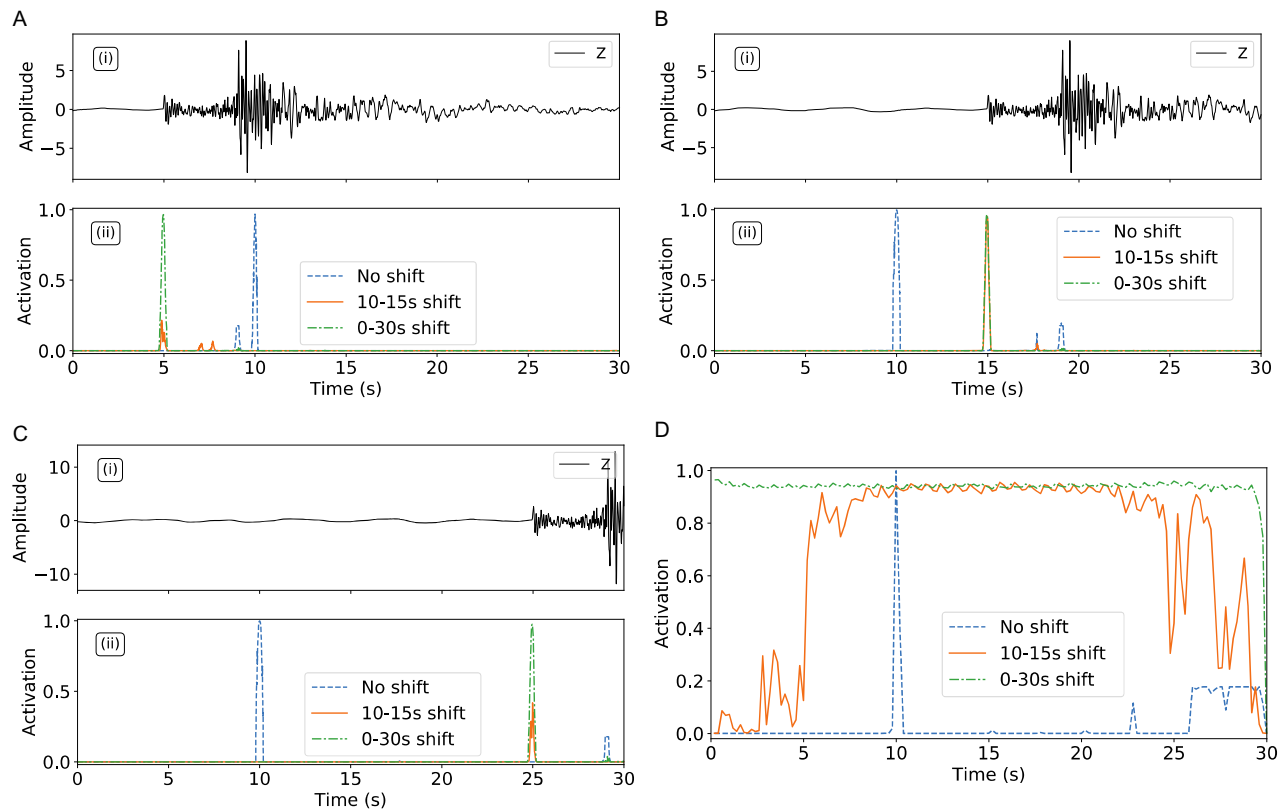 A
(i)
Z
Amplitude
5
0
−5
(ii)
Activation
1.0
0.5
0.0
No shift
10-15s shift
0-30s shift
0 5 10 15 20 25 30
Time (s)
B
(i)
Z
Amplitude
5
0
−5
(ii)
Activation
1.0
0.5
0.0
No shift
10-15s shift
0-30s shift
0 5 10 15 20 25 30
Time (s)
C
(i)
Z
Amplitude
10
0
−10
(ii)
Activation
1.0
0.5
0.0
No shift
10-15s shift
0-30s shift
0 5 10 15 20 25 30
Time (s)
D
Activation
1.0
0.8
0.6
0.4
0.2
0.0
No shift
10-15s shift
0-30s shift
0 5 10 15 20 25 30
Time (s)